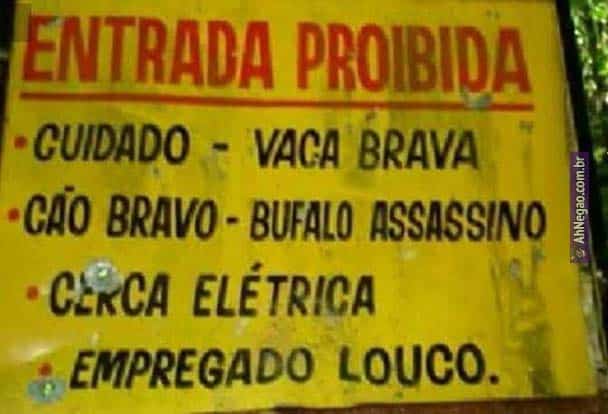 ENTRADA PROIBIDA
• CUIDADO - VACA BRAVA
• CÃO BRAVO - BUFALO ASSASSINO
• CERCA ELÉTRICA
• EMPREGADO LOUCO.
AhNegao.com.br